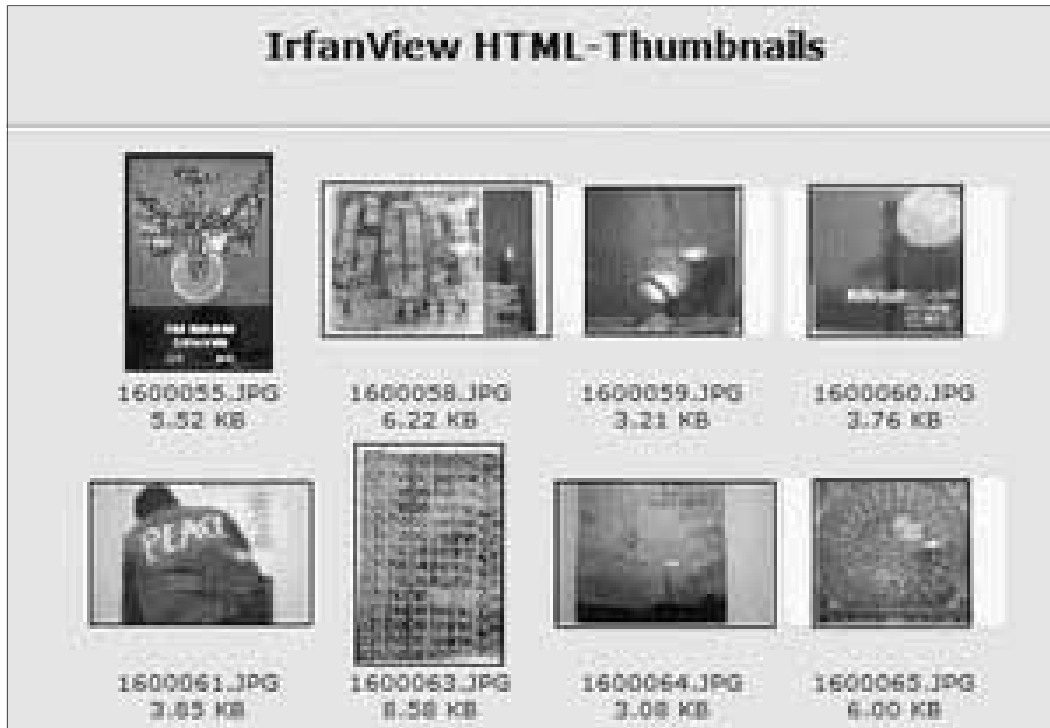 IrfanView HTML-Thumbnails
1600055.JPG 1600058.JPG 1600059.JPG 1600060.JPG
5.52 KB 6.22 KB 3.21 KB 3.76 KB
PEACE
1600061.JPG 1600063.JPG 1600064.JPG 1600065.JPG
3.85 KB 8.58 KB 3.08 KB 6.00 KB